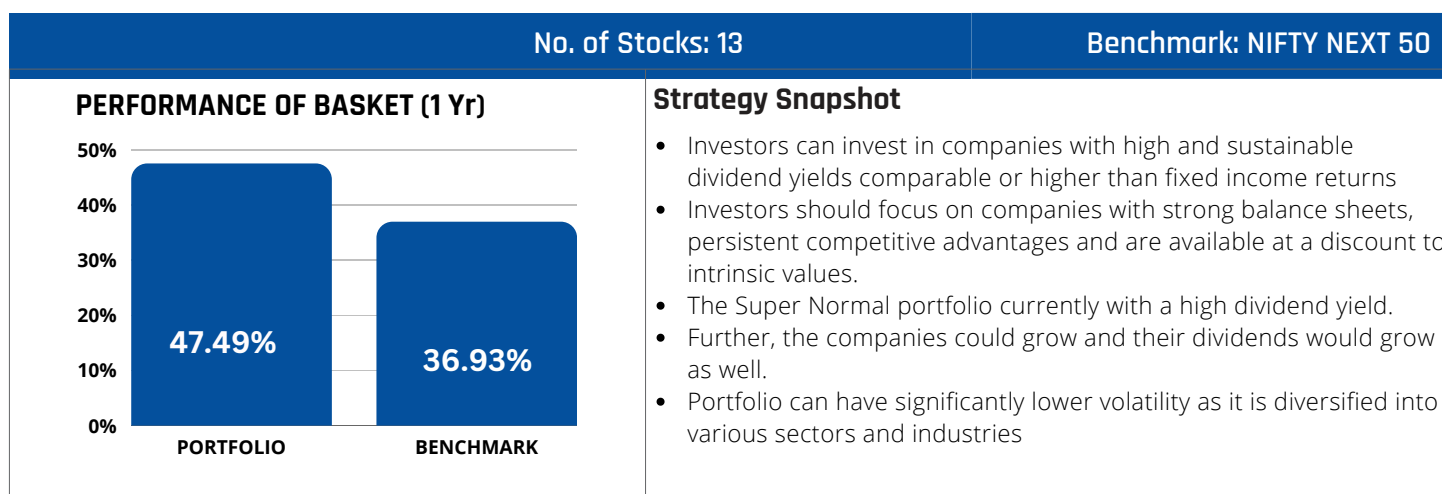 No. of Stocks: 13
Benchmark: NIFTY NEXT 50
PERFORMANCE OF BASKET (1 Yr)
50%
40%
30%
20%
10%
0%
47.49%
36.93%
PORTFOLIO
BENCHMARK
Strategy Snapshot
• Investors can invest in companies with high and sustainable
dividend yields comparable or higher than fixed income returns
• Investors should focus on companies with strong balance sheets,
persistent competitive advantages and are available at a discount to
intrinsic values.
• The Super Normal portfolio currently with a high dividend yield.
• Further, the companies could grow and their dividends would grow
as well.
• Portfolio can have significantly lower volatility as it is diversified into
various sectors and industries